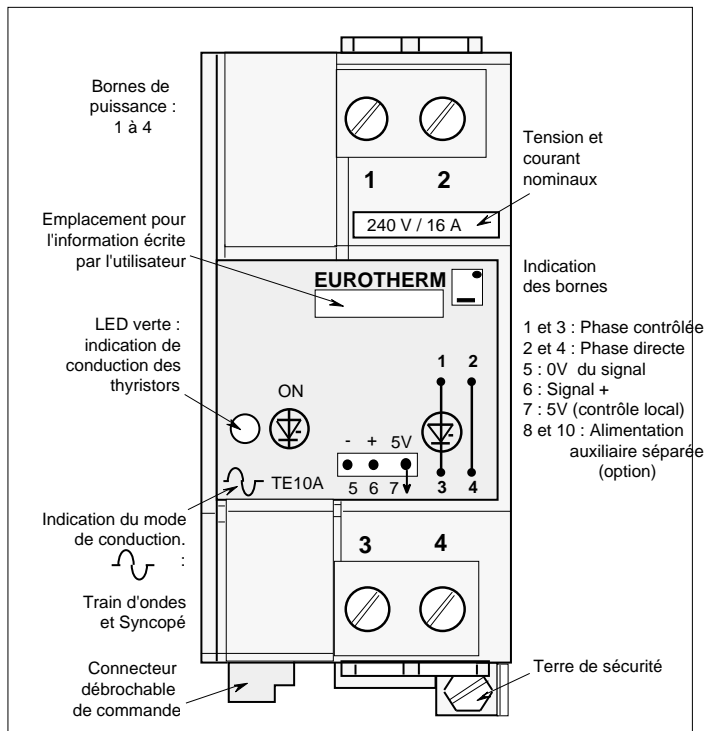 Bornes de
puissance :
1 à 4
1 2
Tension et
courant
nominaux
240 V / 16 A
Emplacement pour
l'information écrite
par l'utilisateur
EUROTHERM
Indication
des bornes
1 et 3 : Phase contrôlée
2 et 4 : Phase directe
5 : 0V du signal
6 : Signal +
7 : 5V (contrôle local)
8 et 10 : Alimentation
auxiliaire séparée
(option)
LED verte :
indication de
conduction des
thyristors
ON
1 2
- + 5V
5 6 7
3 4
TE10A
Indication du mode
de conduction.
:
Train d'ondes
et Syncopé
3 4
Connecteur
débrochable
de commande
Terre de sécurité